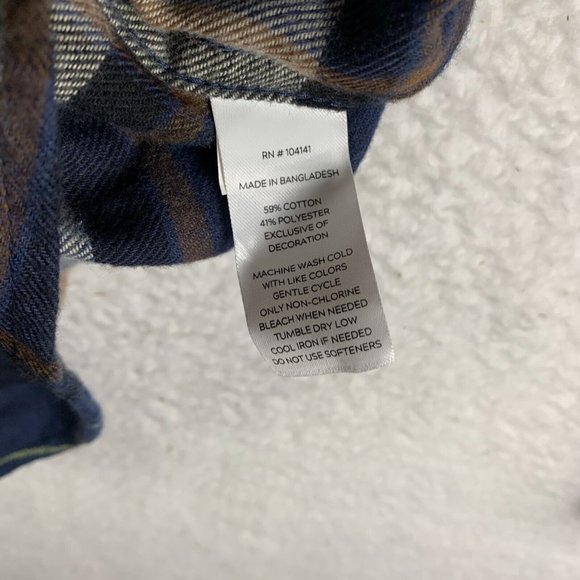 RN # 104141
MADE IN BANGLADESH
59% COTTON
41% POLYESTER
EXCLUSIVE OF
DECORATION
MACHINE WASH COLD
WITH LIKE COLORS
GENTLE CYCLE
ONLY NON-CHLORINE
BLEACH WHEN NEEDED
TUMBLE DRY LOW
COOL IRON IF NEEDED
DO NOT USE SOFTENERS